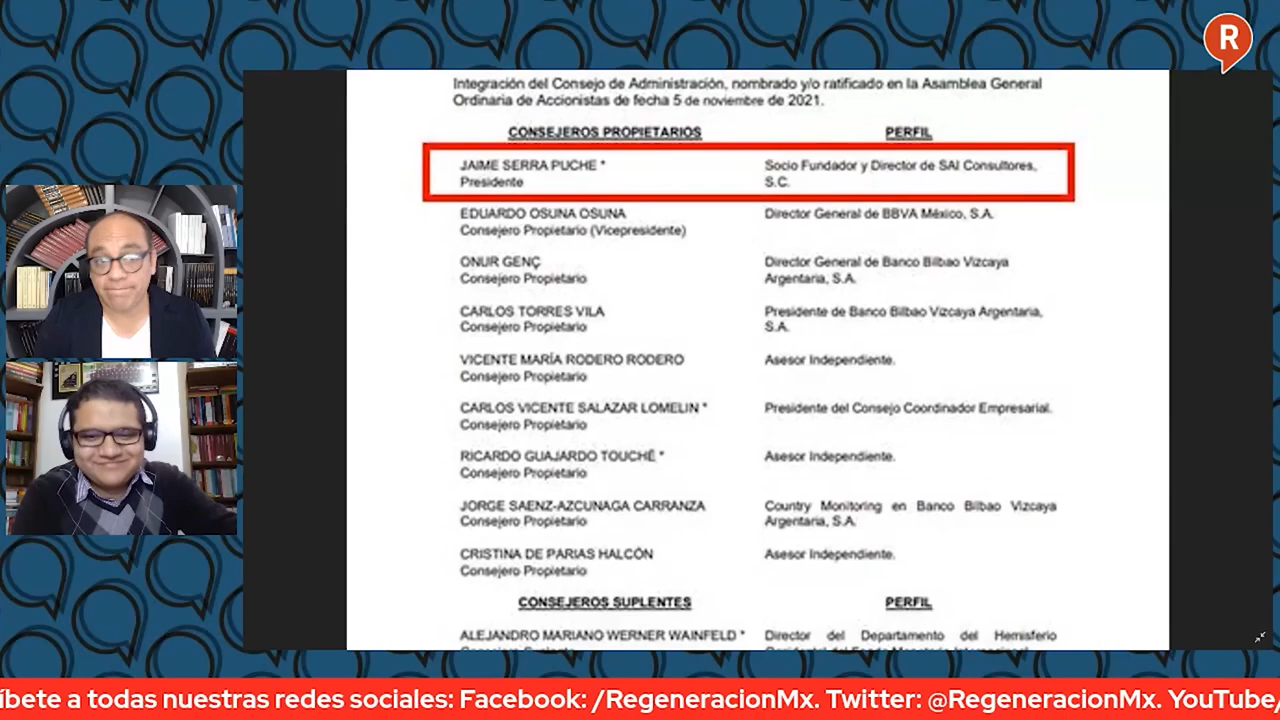 R
Integración del Consejo de Administración, nombrado y/o ratificado en la Asamblea General
Ordinaria de Accionistas de fecha 5 de noviembre de 2021.
CONSEJEROS PROPIETARIOS PERFIL
JAIME SERRA PUCHE * Socio Fundador y Director de SAI Consultores,
Presidente S.C.
EDUARDO OSUNA OSUNA Director General de BBVA México, S.A.
Consejero Propietario (Vicepresidente)
ONUR GENÇ Director General de Banco Bilbao Vizcaya
Consejero Propietario Argentaria, S.A.
CARLOS TORRES VILA Presidente de Banco Bilbao Vizcaya Argentaria,
Consejero Propietario S.A.
VICENTE MARÍA RODERO RODERO Asesor Independiente.
Consejero Propietario
CARLOS VICENTE SALAZAR LOMELIN * Presidente del Consejo Coordinador Empresarial.
Consejero Propietario
RICARDO GUAJARDO TOUCHÉ * Asesor Independiente.
Consejero Propietario
JORGE SAENZ-AZCUNAGA CARRANZA Country Monitoring en Banco Bilbao Vizcaya
Consejero Propietario Argentaria, S.A.
CRISTINA DE PARIAS HALCÓN Asesor Independiente.
Consejero Propietario
CONSEJEROS SUPLENTES PERFIL
ALEJANDRO MARIANO WERNER WAINFELD * Director del Departamento del Hemisferio
íbete a todas nuestras redes sociales: Facebook: /RegeneracionMx. Twitter: @RegeneracionMx. YouTube/